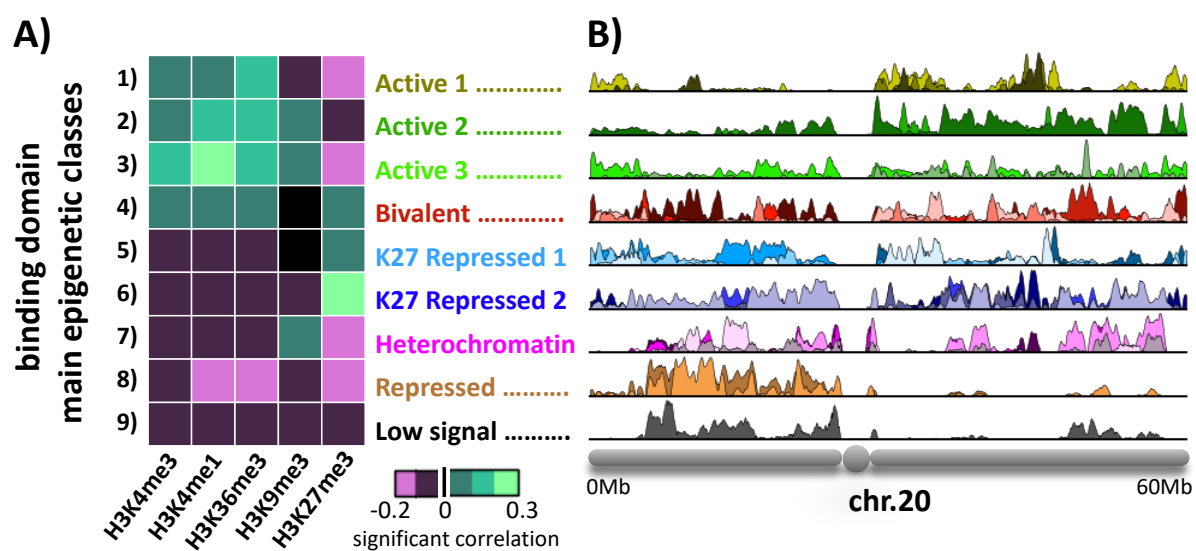 A)
B)
binding domain
main epigenetic classes
1)
2)
3)
4)
5)
6)
7)
8)
9)
Active 1 .............
Active 2 .............
Active 3 .............
Bivalent .............
K27 Repressed 1
K27 Repressed 2
Heterochromatin
Repressed ..........
Low signal ..........
H3K4me3
H3K4me1
H3K36me3
H3K9me3
H3K27me3
-0.2
0
0.3
significant correlation
0Mb
chr.20
60Mb